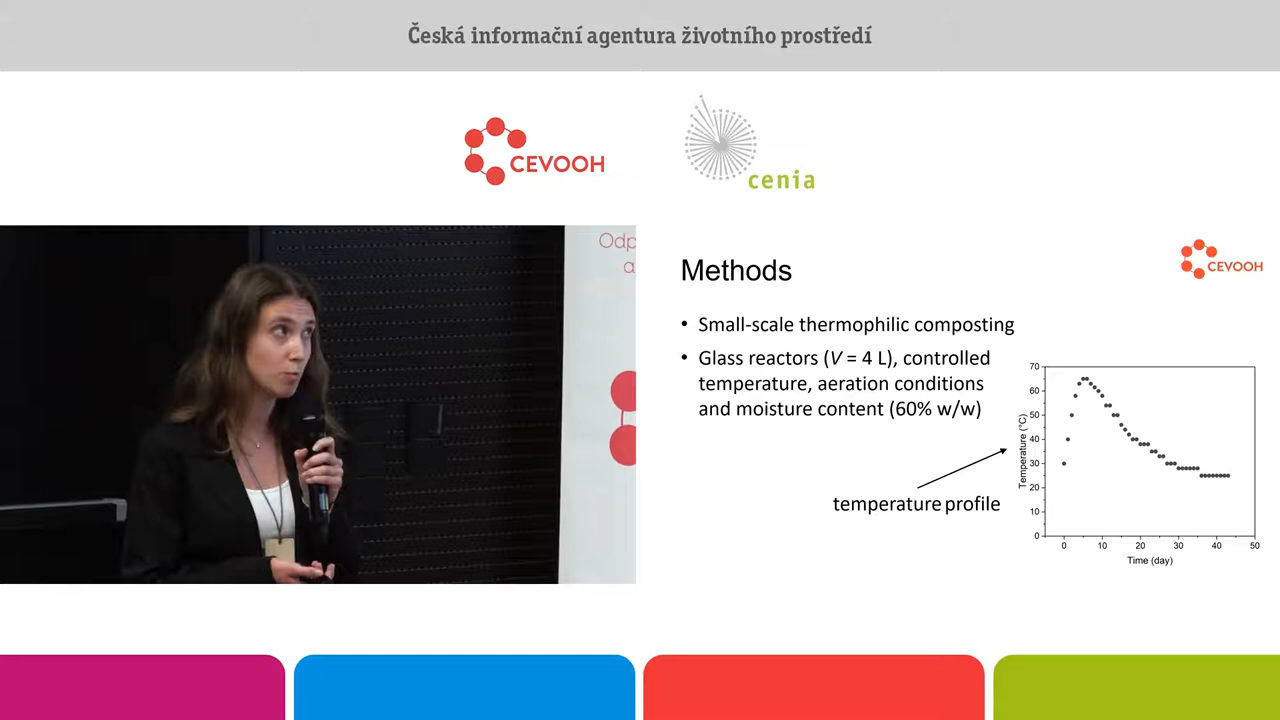 Česká informační agentura životního prostředí
CEVOOH
cenia
Odp
a
Methods
CEVOOH
• Small-scale thermophilic composting
• Glass reactors (V = 4 L), controlled
temperature, aeration conditions
and moisture content (60% w/w)
temperature profile
70
60
50
40
30
20
10
0
Temperature (°C)
0 10 20 30 40 50
Time (day)